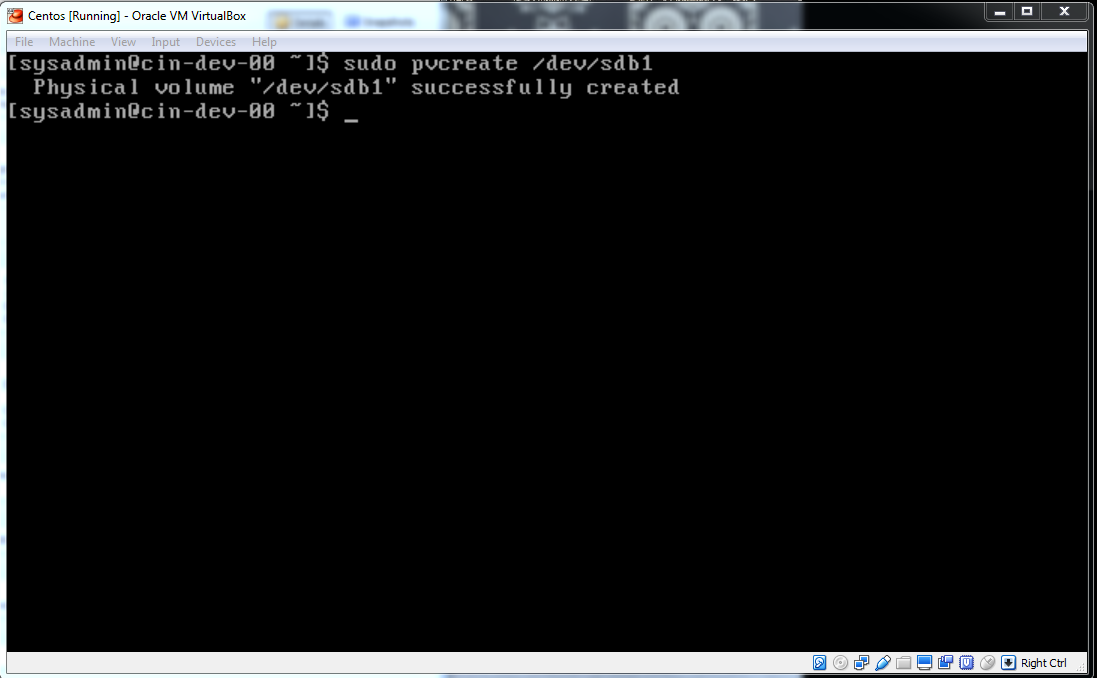 Centos [Running] - Oracle VM VirtualBox
File Machine View Input Devices Help
[sysadmin@cin-dev-00 ~]$ sudo pvcreate /dev/sdb1
  Physical volume "/dev/sdb1" successfully created
[sysadmin@cin-dev-00 ~]$ _
Right Ctrl